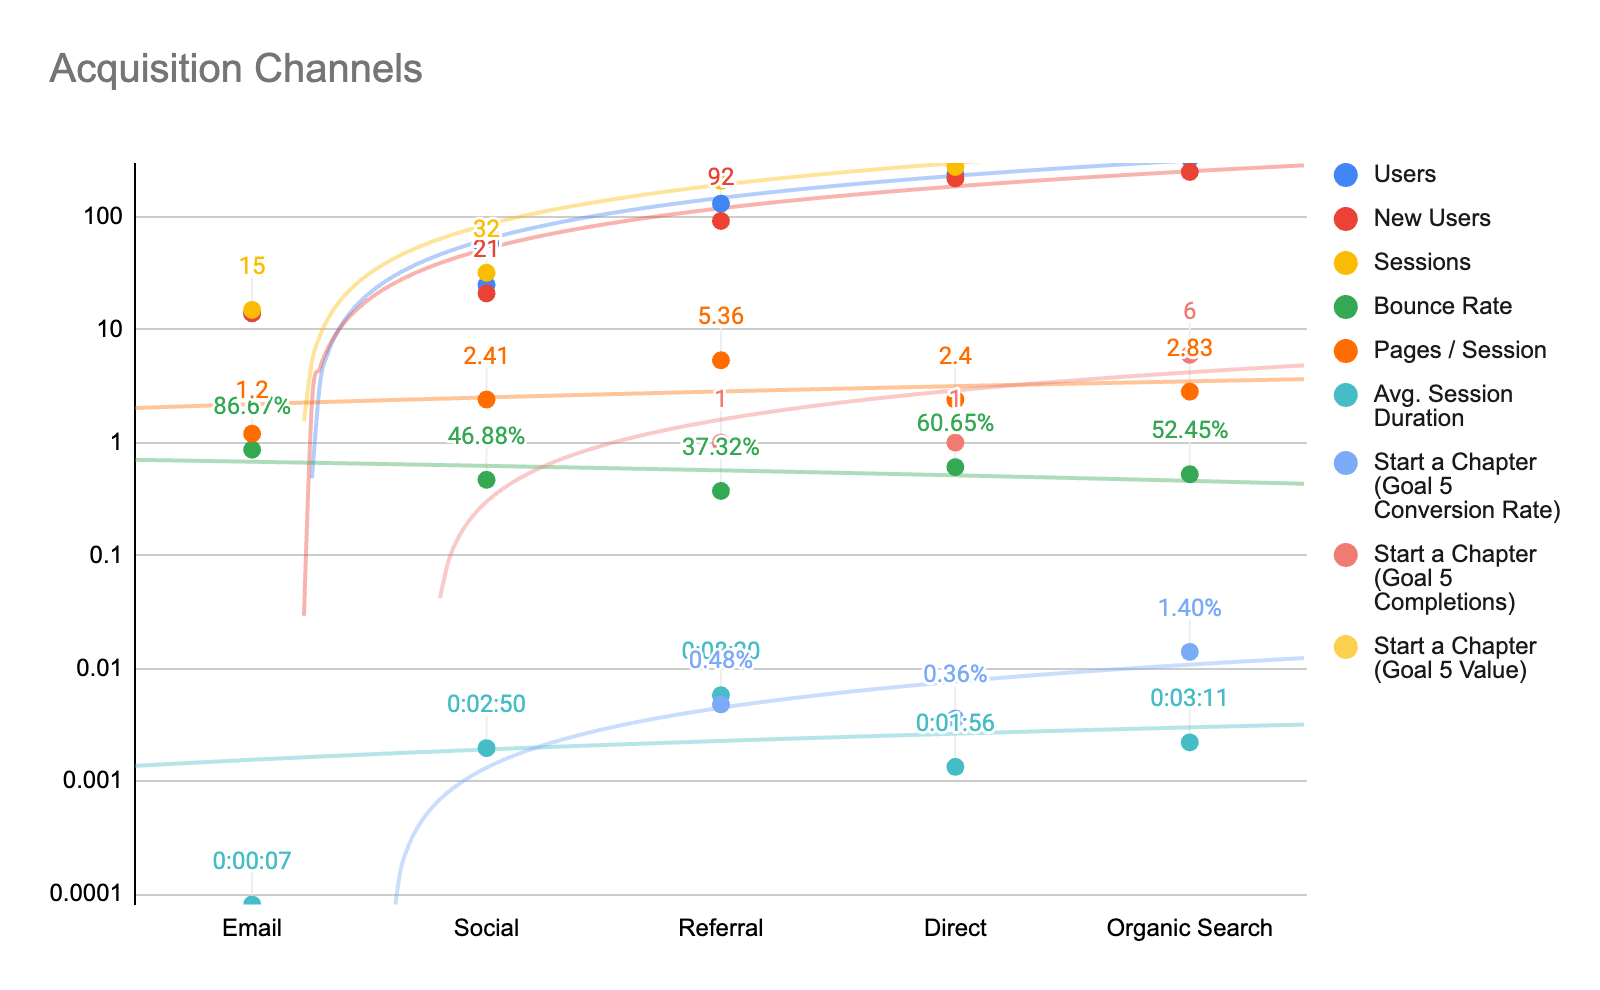 Acquisition Channels
100
10
1
0.1
0.01
0.001
0.0001
15
1.2
86.67%
0:00:07
32
21
2.41
46.88%
0:02:50
92
5.36
1
37.32%
0.48%
2.4
1
60.65%
0.36%
0:01:56
6
2.83
52.45%
1.40%
0:03:11
Email
Social
Referral
Direct
Organic Search
Users
New Users
Sessions
Bounce Rate
Pages / Session
Avg. Session
Duration
Start a Chapter
(Goal 5
Conversion Rate)
Start a Chapter
(Goal 5
Completions)
Start a Chapter
(Goal 5 Value)